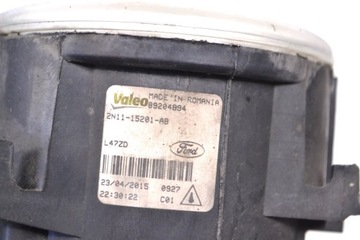 Valeo MADE IN ROMANIA
89204894
2N11-15201-AB
L47ZD
Ford
23/04/2015 0927
22:30:22 C01